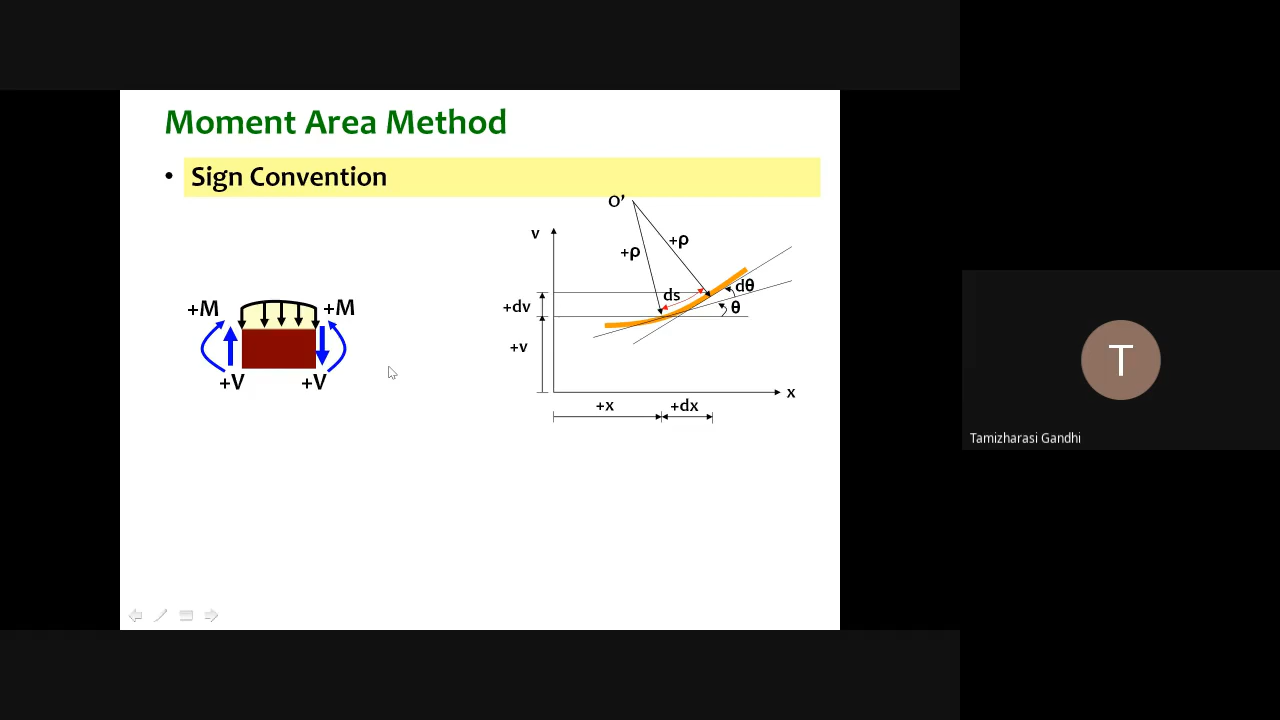 Moment Area Method
• Sign Convention
O’
v
+ρ
+ρ
ds
dθ
θ
+dv
+v
x
+x
+dx
+M
+M
+V
+V
T
Tamizharasi Gandhi